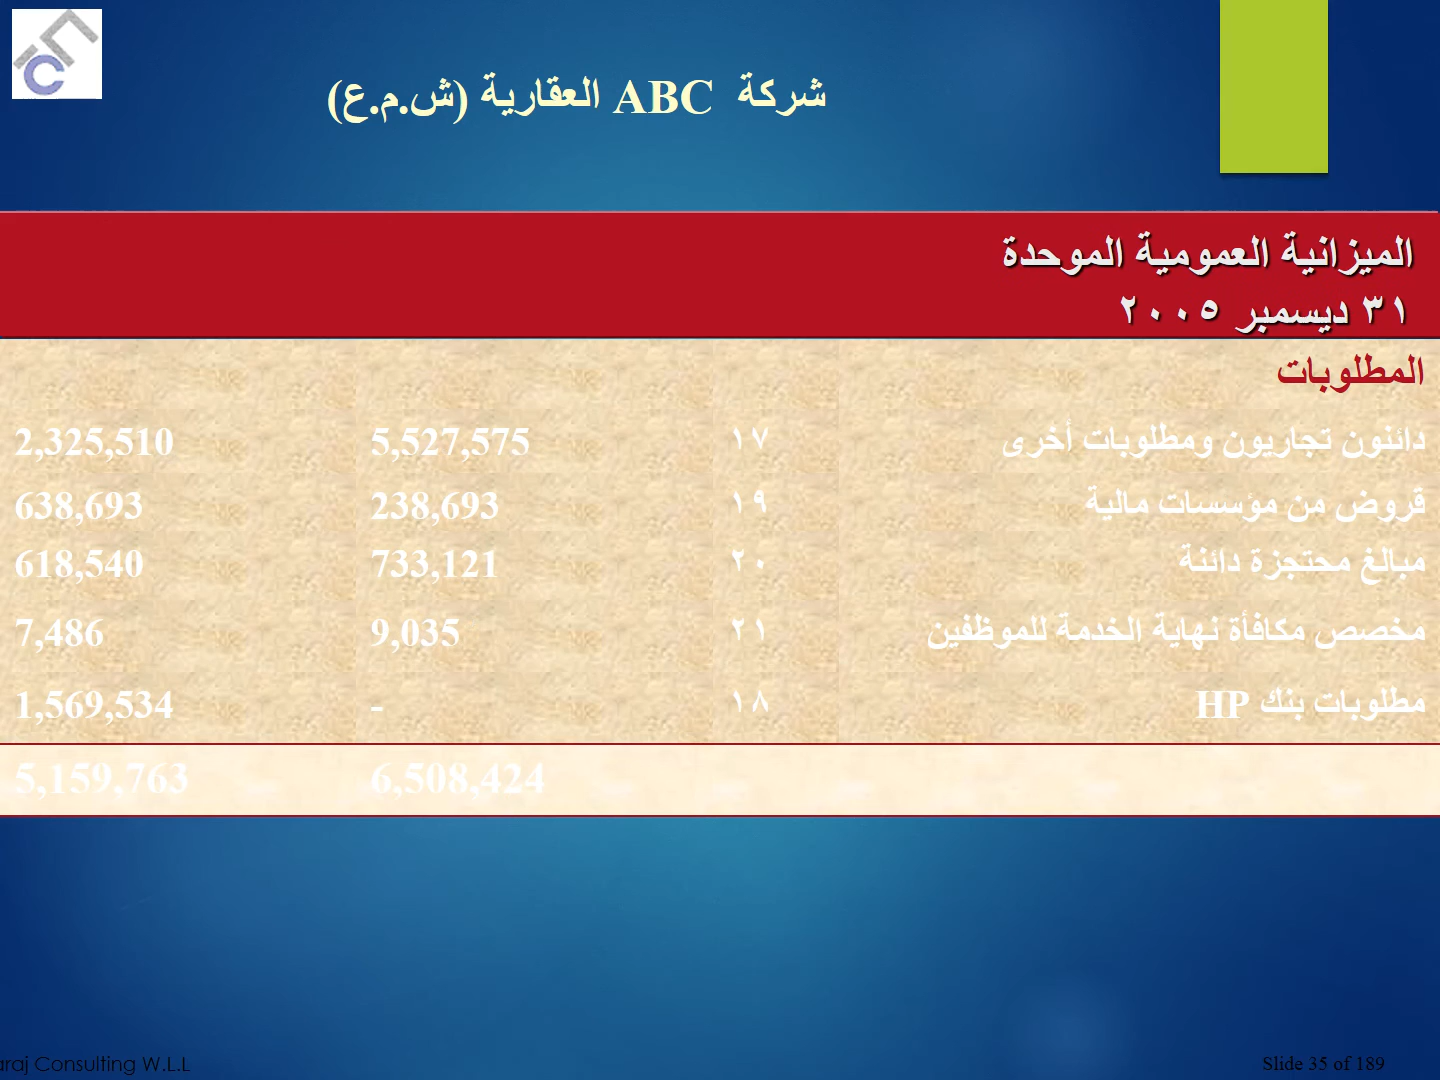 شركة ABC العقارية (ش.م.ع)
الميزانية العمومية الموحدة
٣١ ديسمبر ٢٠٠٥
المطلوبات
دائنون تجاريون ومطلوبات أخرى ١٧ 5,527,575 2,325,510
قروض من مؤسسات مالية ١٩ 238,693 638,693
مبالغ محتجزة دائنة ٢٠ 733,121 618,540
مخصص مكافأة نهاية الخدمة للموظفين ٢١ 9,035 7,486
مطلوبات بنك HP ١٨ - 1,569,534
6,508,424 5,159,763
Consulting W.L.L
Slide 35 of 189